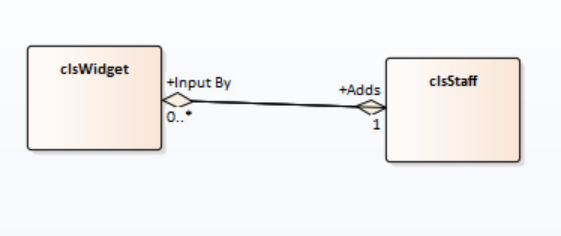 clsWidget
+Input By
0..*
+Adds
1
clsStaff